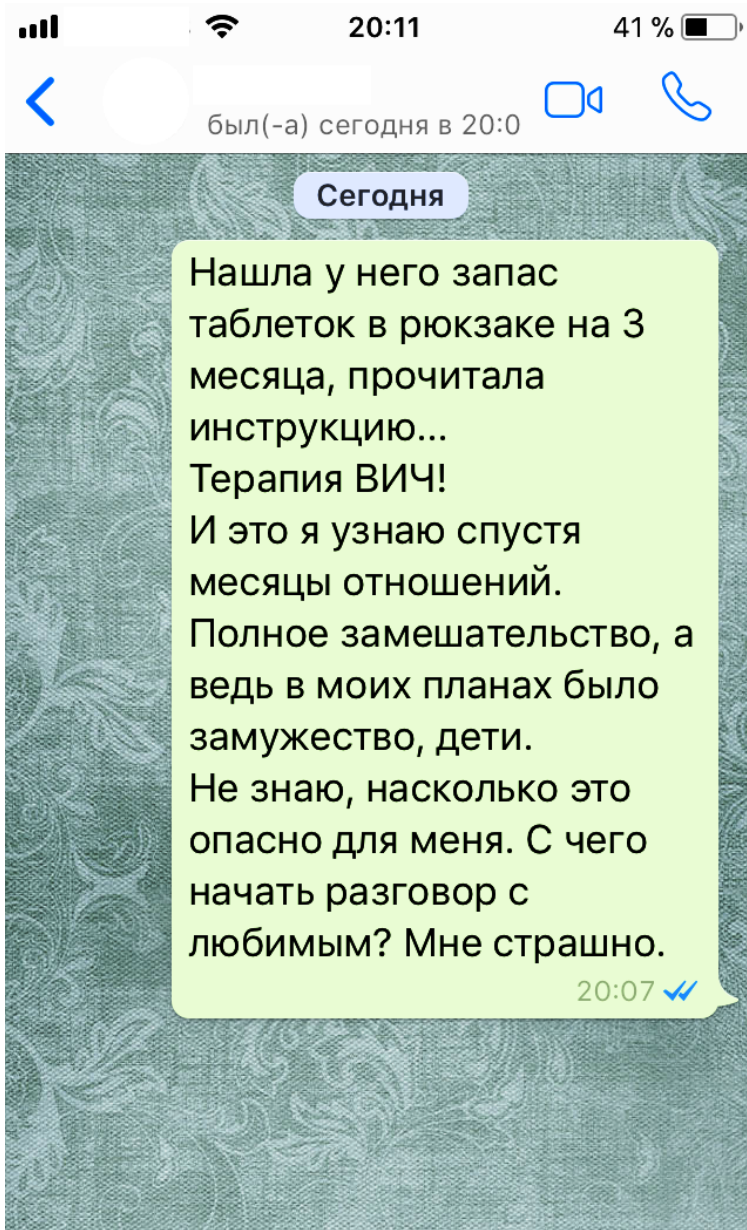 20:11
41 %
был(-а) сегодня в 20:0
Сегодня
Нашла у него запас
таблеток в рюкзаке на 3
месяца, прочитала
инструкцию...
Терапия ВИЧ!
И это я узнаю спустя
месяцы отношений.
Полное замешательство, а
ведь в моих планах было
замужество, дети.
Не знаю, насколько это
опасно для меня. С чего
начать разговор с
любимым? Мне страшно.
20:07